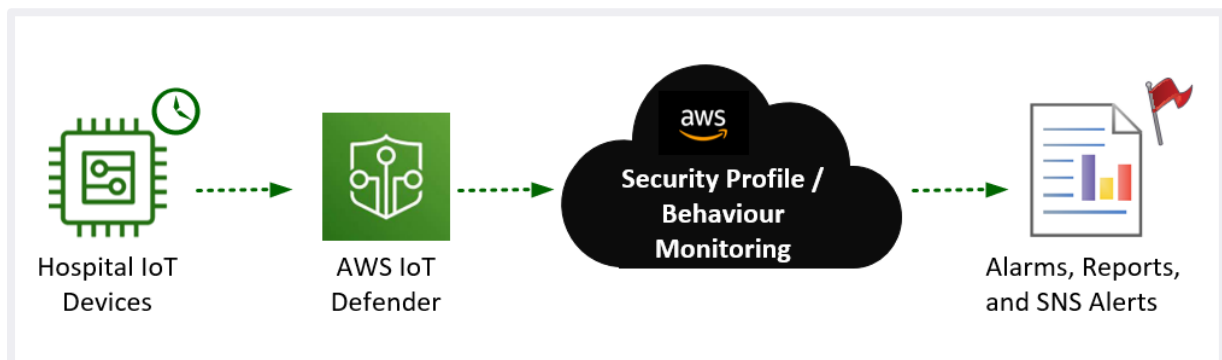 aws
Security Profile /
Behaviour
Monitoring
Hospital IoT
Devices
AWS IoT
Defender
Alarms, Reports,
and SNS Alerts